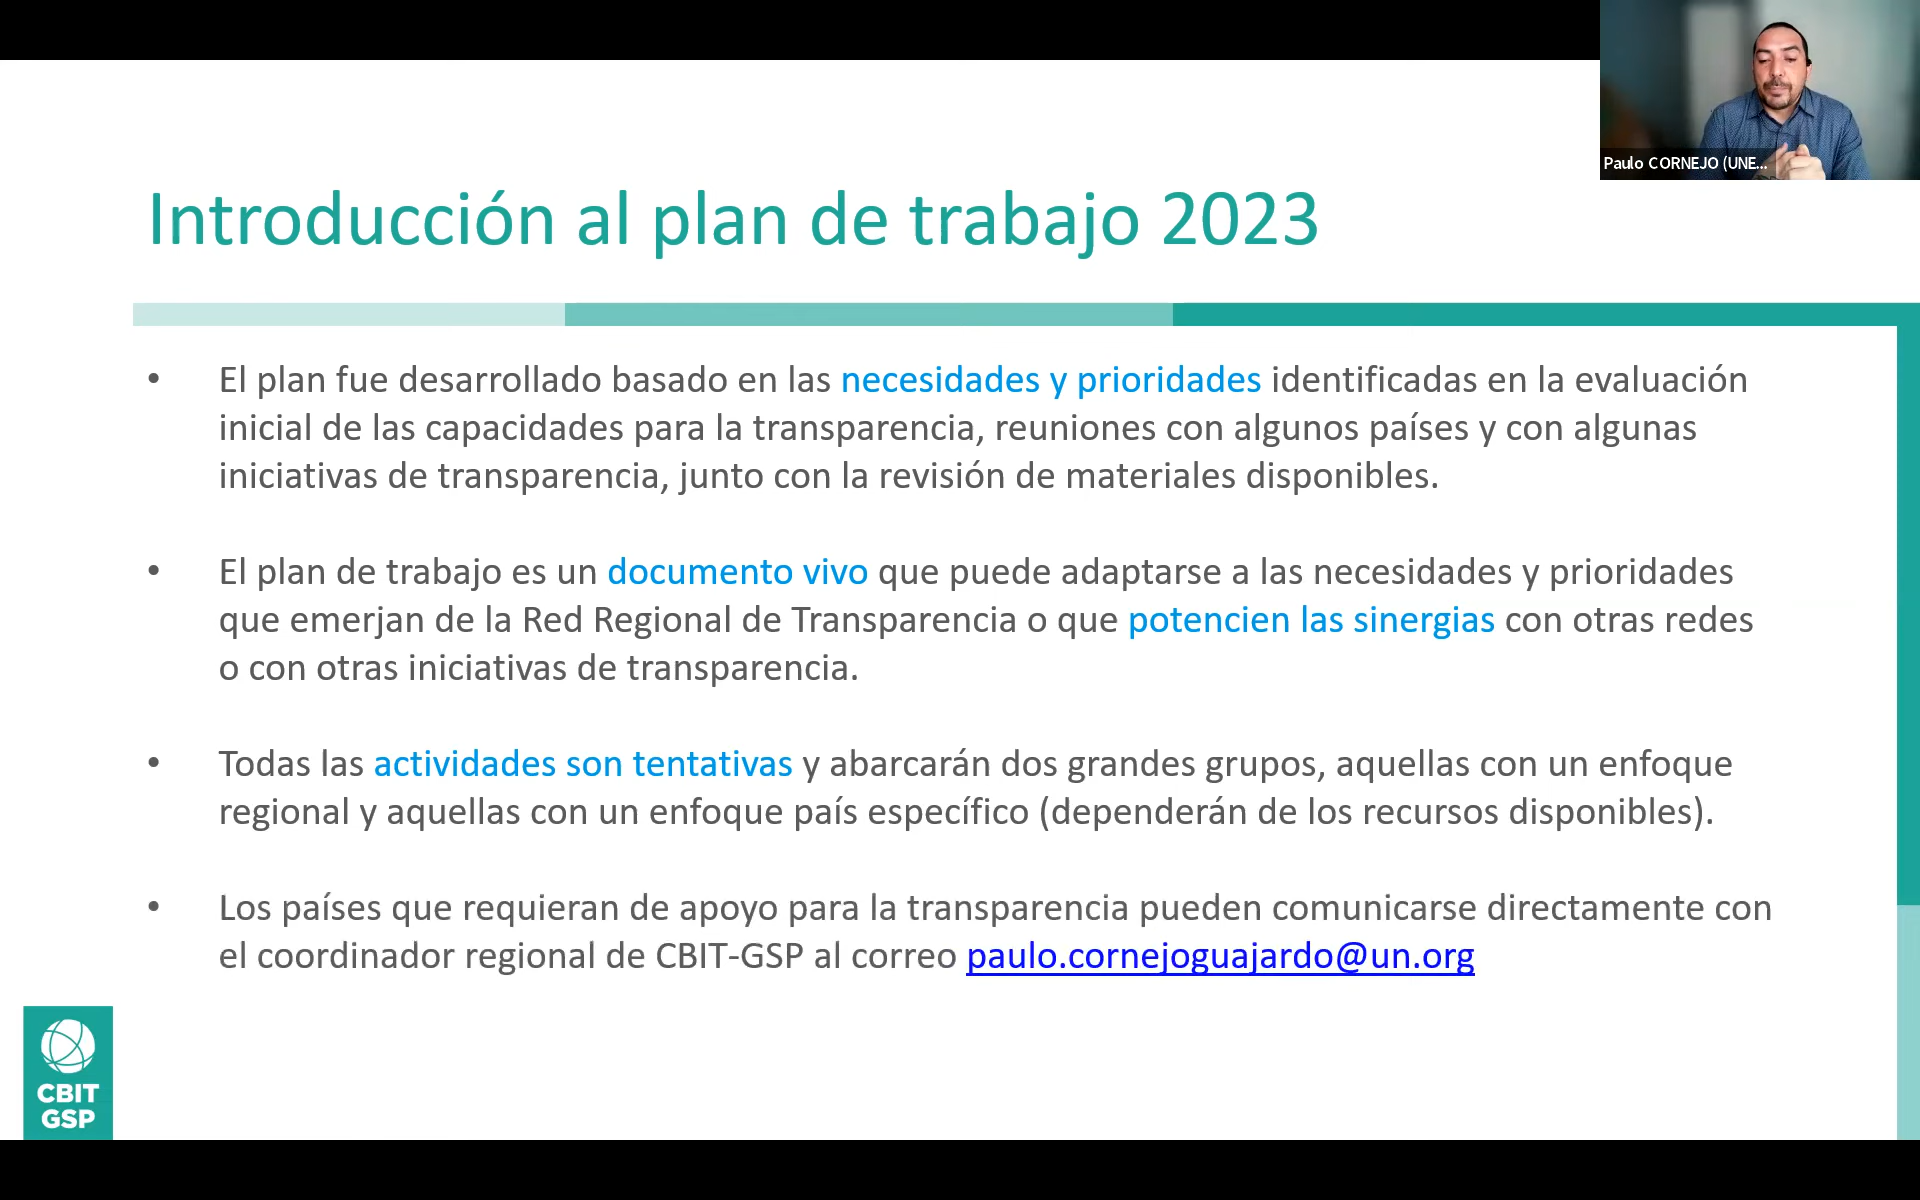 Paulo CORNEJO (UNE...
Introducción al plan de trabajo 2023
• El plan fue desarrollado basado en las necesidades y prioridades identificadas en la evaluación
inicial de las capacidades para la transparencia, reuniones con algunos países y con algunas
iniciativas de transparencia, junto con la revisión de materiales disponibles.
• El plan de trabajo es un documento vivo que puede adaptarse a las necesidades y prioridades
que emerjan de la Red Regional de Transparencia o que potencien las sinergias con otras redes
o con otras iniciativas de transparencia.
• Todas las actividades son tentativas y abarcarán dos grandes grupos, aquellas con un enfoque
regional y aquellas con un enfoque país específico (dependerán de los recursos disponibles).
• Los países que requieran de apoyo para la transparencia pueden comunicarse directamente con
el coordinador regional de CBIT-GSP al correo paulo.cornejoguajardo@un.org
CBIT
GSP